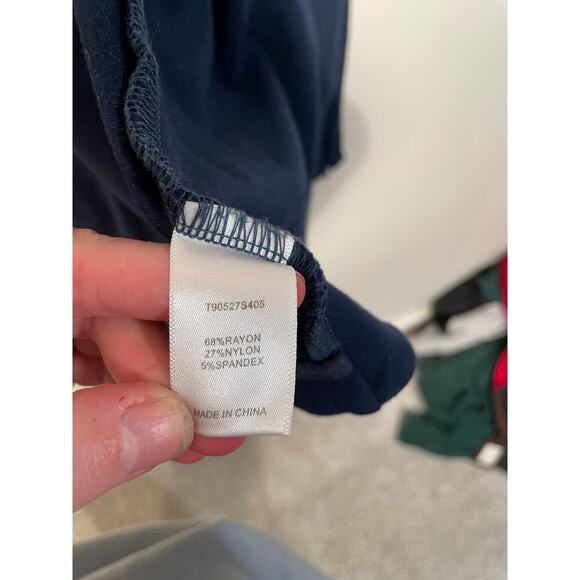 T90527S405
68%RAYON
27%NYLON
5%SPANDEX
MADE IN CHINA